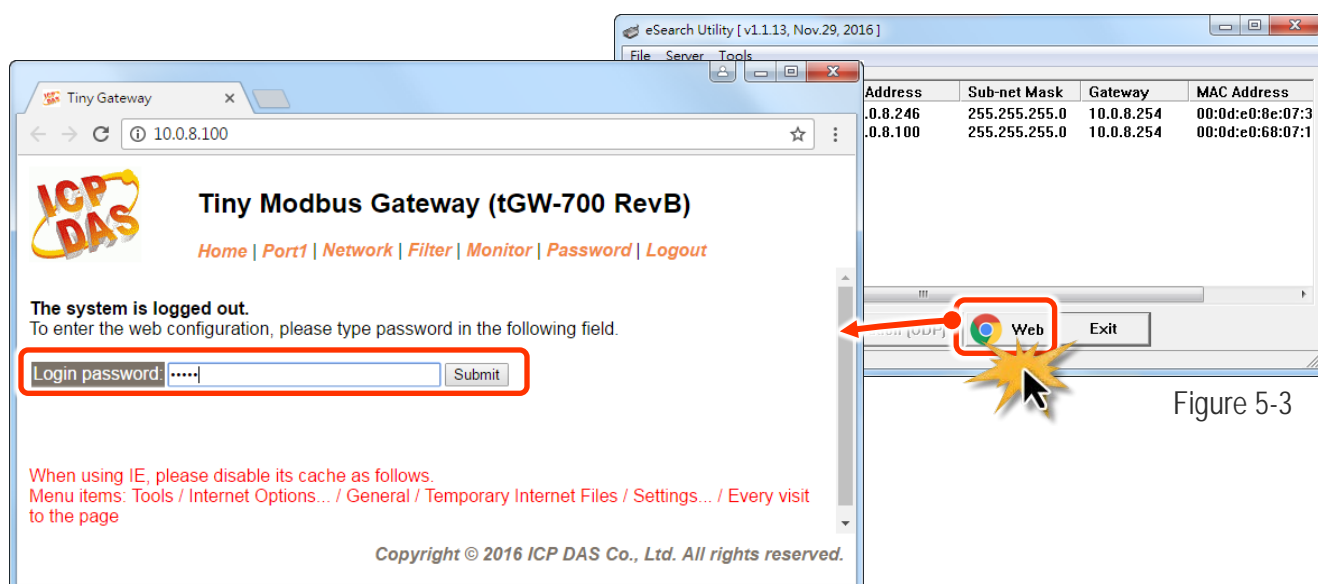 eSearch Utility [ v1.1.13, Nov.29, 2016 ]
File Server Tools
Address Sub-net Mask Gateway MAC Address
.0.8.246 255.255.255.0 10.0.8.254 00:0d:e0:8e:07:3
.0.8.100 255.255.255.0 10.0.8.254 00:0d:e0:68:07:1
Web Exit
Figure 5-3
Tiny Gateway
10.0.8.100
ICP
DAS
Tiny Modbus Gateway (tGW-700 RevB)
Home | Port1 | Network | Filter | Monitor | Password | Logout
The system is logged out.
To enter the web configuration, please type password in the following field.
Login password: ••••• Submit
When using IE, please disable its cache as follows.
Menu items: Tools / Internet Options... / General / Temporary Internet Files / Settings... / Every visit
to the page
Copyright © 2016 ICP DAS Co., Ltd. All rights reserved.